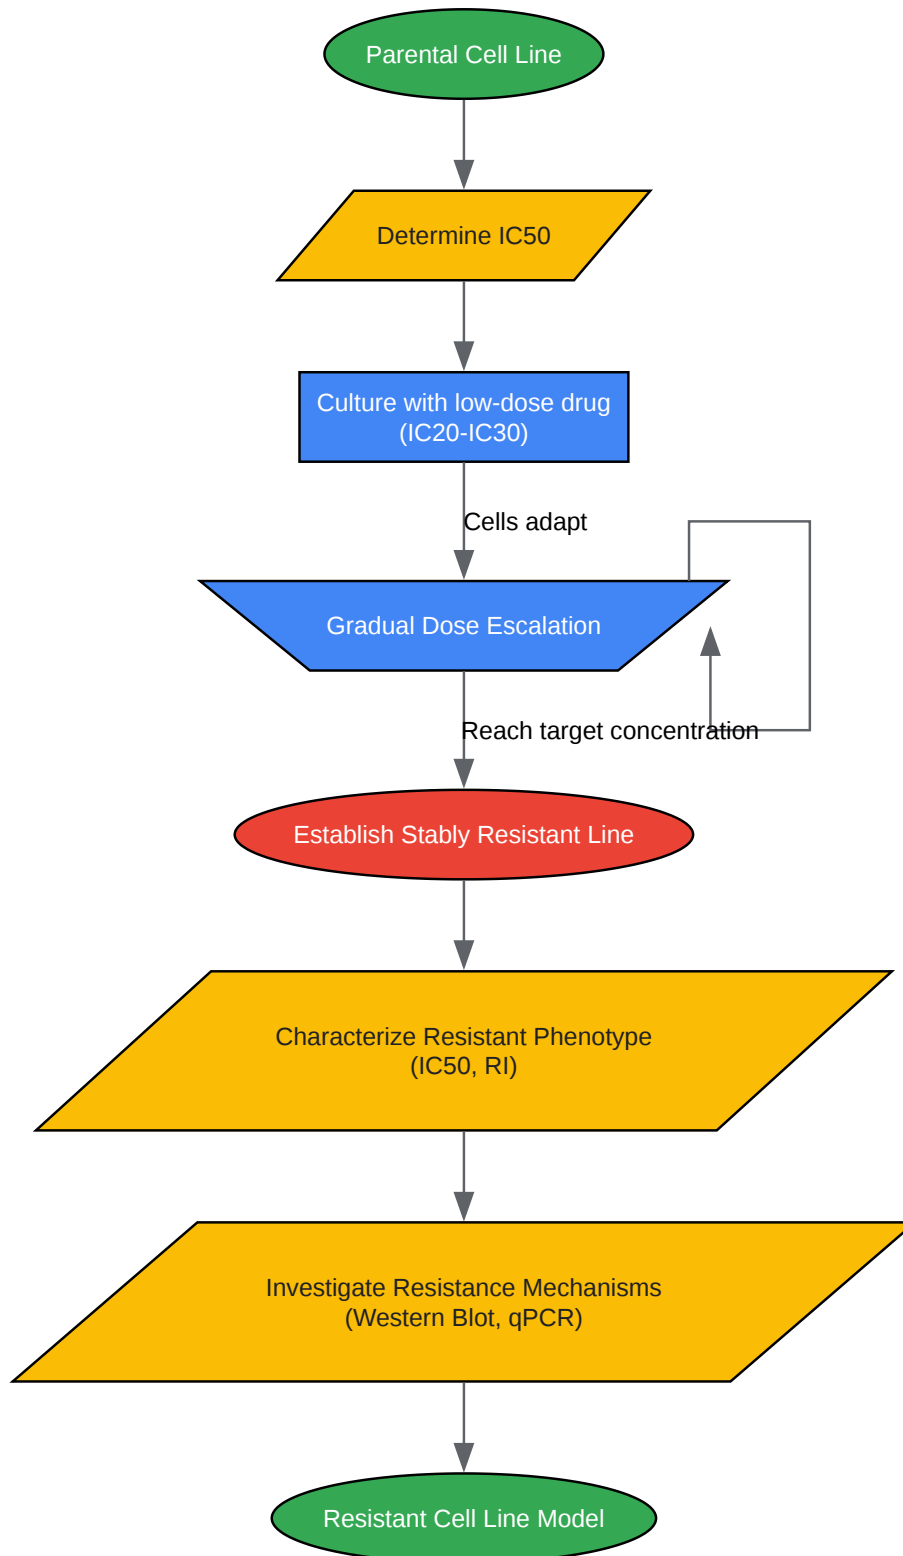 Parental Cell Line
Determine IC50
Culture with low-dose drug
(IC20-IC30)
Cells adapt
Gradual Dose Escalation
Reach target concentration
Establish Stably Resistant Line
Characterize Resistant Phenotype
(IC50, RI)
Investigate Resistance Mechanisms
(Western Blot, qPCR)
Resistant Cell Line Model